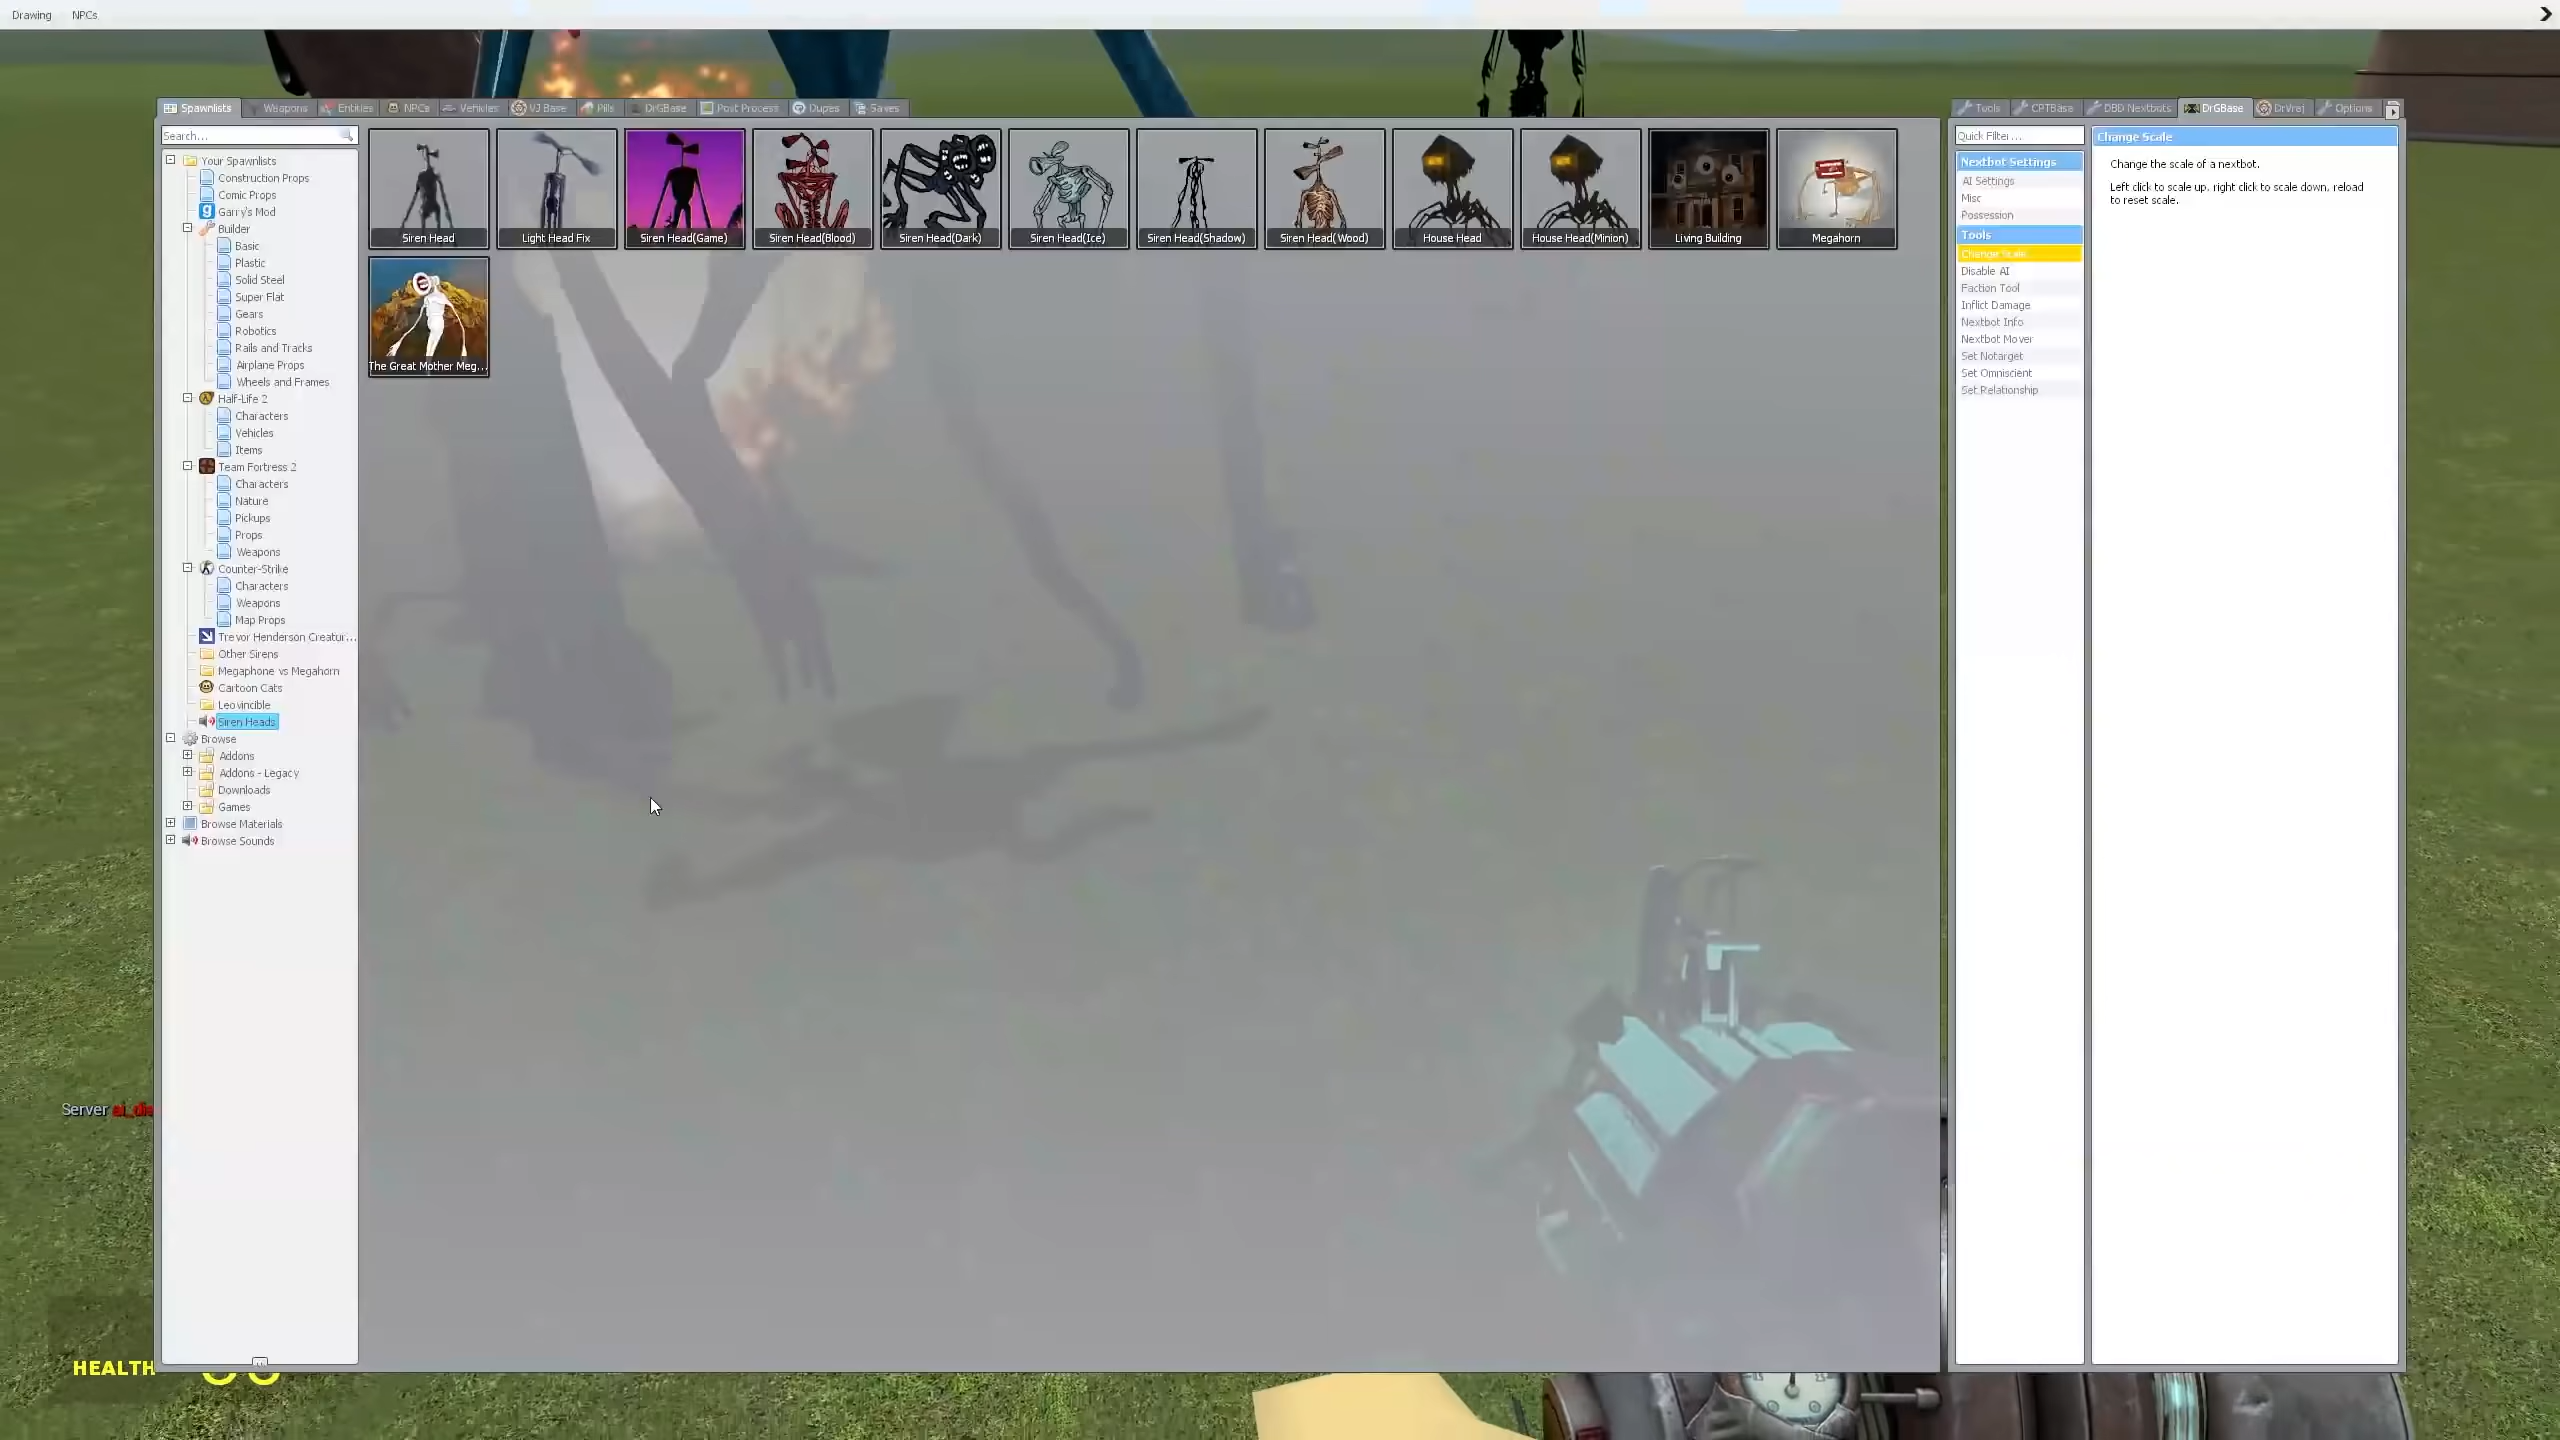 Drawing NPCs
Spawnlists Weapons Entities NPCs Vehicles VJ Base Pills DrGBase Post Process Dupes Saves
Search...
Your Spawnlists
Construction Props
Comic Props
Garry's Mod
Builder
Basic
Plastic
Solid Steel
Super Flat
Gears
Robotics
Rails and Tracks
Airplane Props
Wheels and Frames
Half-Life 2
Characters
Vehicles
Items
Team Fortress 2
Characters
Nature
Pickups
Props
Weapons
Counter-Strike
Characters
Weapons
Map Props
Trevor Henderson Creatur...
Other Sirens
Megaphone vs Megahorn
Cartoon Cats
Leovincible
Siren Heads
Browse
Addons
Addons - Legacy
Downloads
Games
Browse Materials
Browse Sounds
Siren Head Light Head Fix Siren Head(Game) Siren Head(Blood) Siren Head(Dark) Siren Head(Ice) Siren Head(Shadow) Siren Head(Wood) House Head House Head(Minion) Living Building Megahorn
The Great Mother Meg...
Tools CPTBase DBD Nextbots DrGBase DrVrej Options
Quick Filter...
Nextbot Settings
AI Settings
Misc
Possession
Tools
Change Scale
Disable AI
Faction Tool
Inflict Damage
Nextbot Info
Nextbot Mover
Set Notarget
Set Omniscient
Set Relationship
Change Scale
Change the scale of a nextbot.
Left click to scale up, right click to scale down, reload
to reset scale.
Server ai_dis
HEALTH